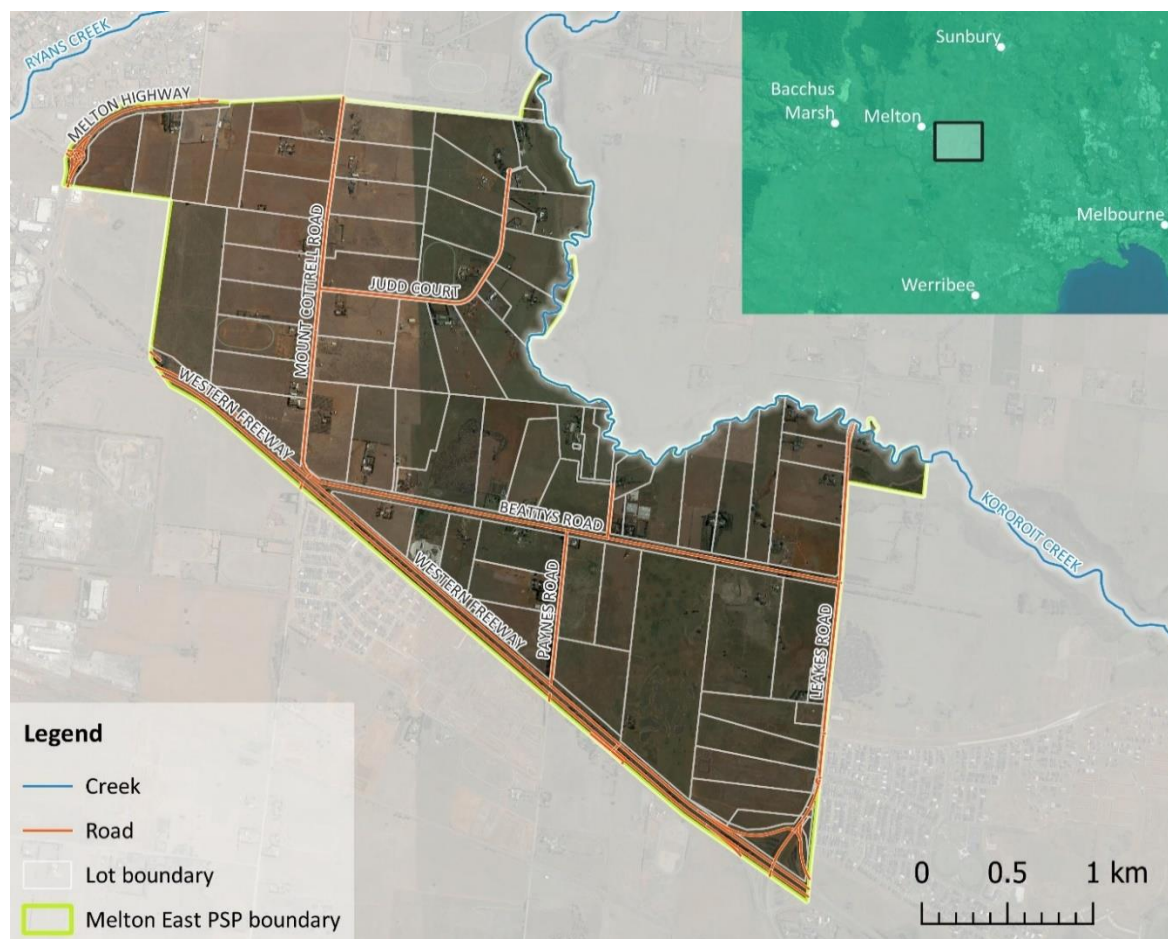 RYANS CREEK
MELTON HIGHWAY
Sunbury
Bacchus
Marsh
Melton
Melbourne
Werribee
MOUNT COTTRELL ROAD
JUDD COURT
WESTERN FREEWAY
BEATTYS ROAD
KOROROIT CREEK
WESTERN FREEWAY
PAYNES ROAD
LEAKES ROAD
Legend
Creek
Road
Lot boundary
Melton East PSP boundary
0 0.5 1 km